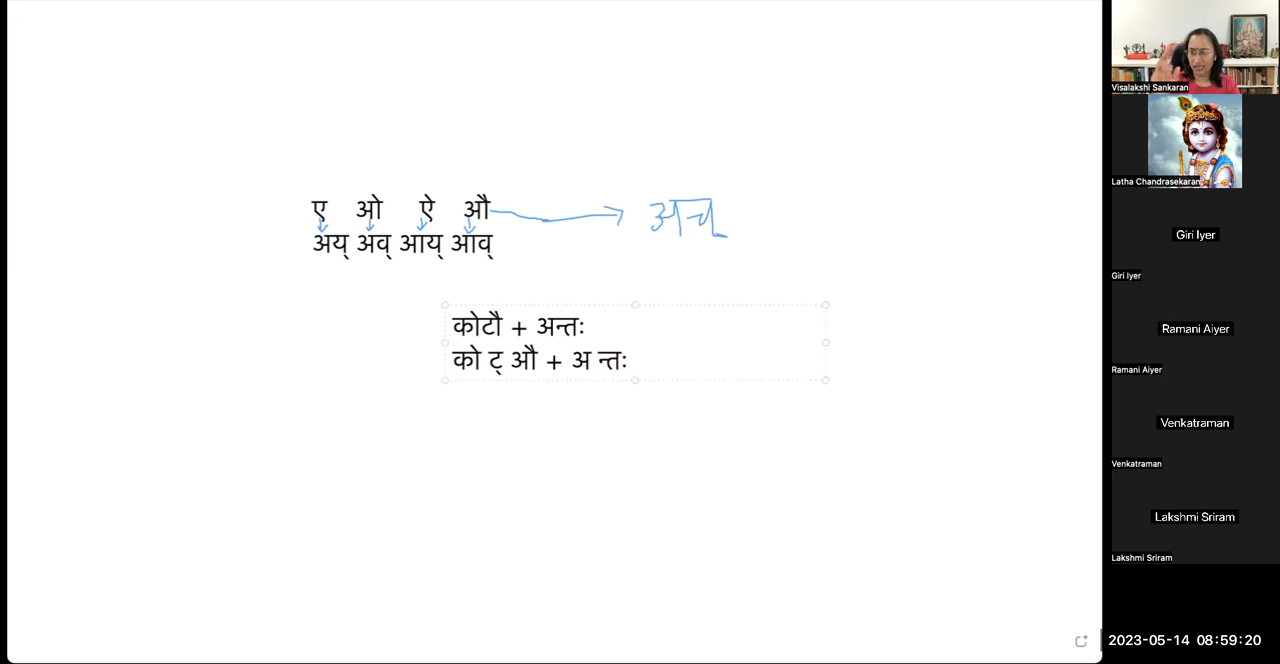 ए ओ ऐ औ अच्
अय् अव् आय् आव्
कोटौ + अन्तः
को ट् औ + अ न्तः
Visalakshi Sankaran
Latha Chandrasekaran
Giri Iyer
Giri Iyer
Ramani Aiyer
Ramani Aiyer
Venkatraman
Venkatraman
Lakshmi Sriram
Lakshmi Sriram
2023-05-14 08:59:20